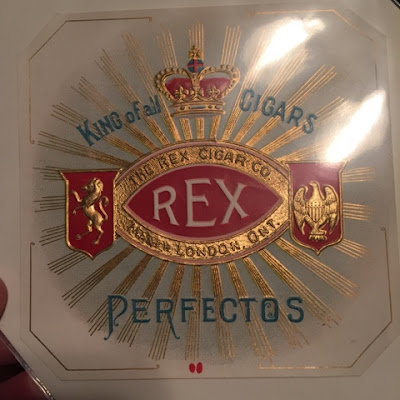 KING of all CIGARS
THE REX CIGAR CO.
REX
LONDON, ONT.
PERFECTOS